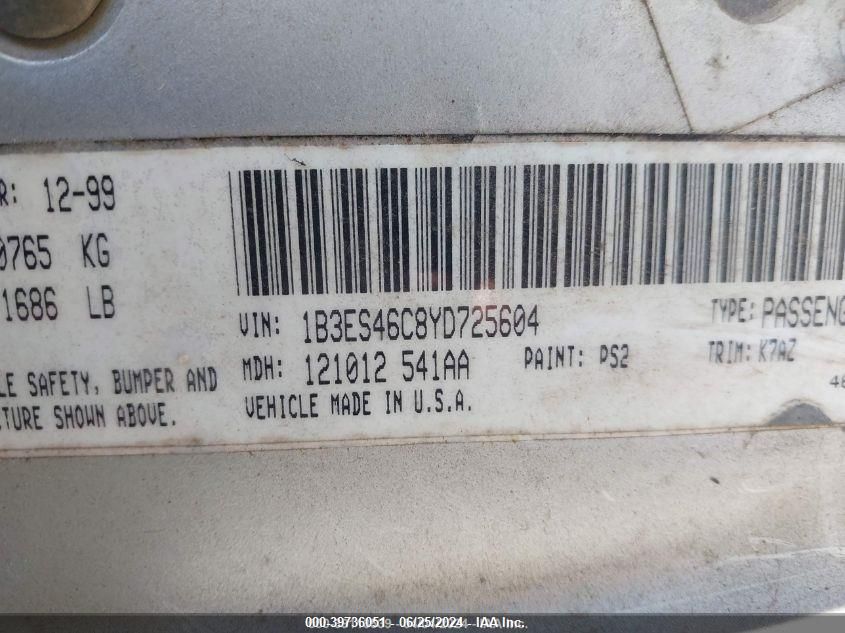 R: 12-99
0765 KG
1686 LB
VIN: 1B3ES46C8YD725604
TYPE: PASSENG
MDH: 121012 541AA
PAINT: PS2
TRIM: K7AZ
LE SAFETY, BUMPER AND
VEHICLE MADE IN U.S.A.
48
TURE SHOWN ABOVE.
000-39736051 - 06/25/2024 - IAA Inc.